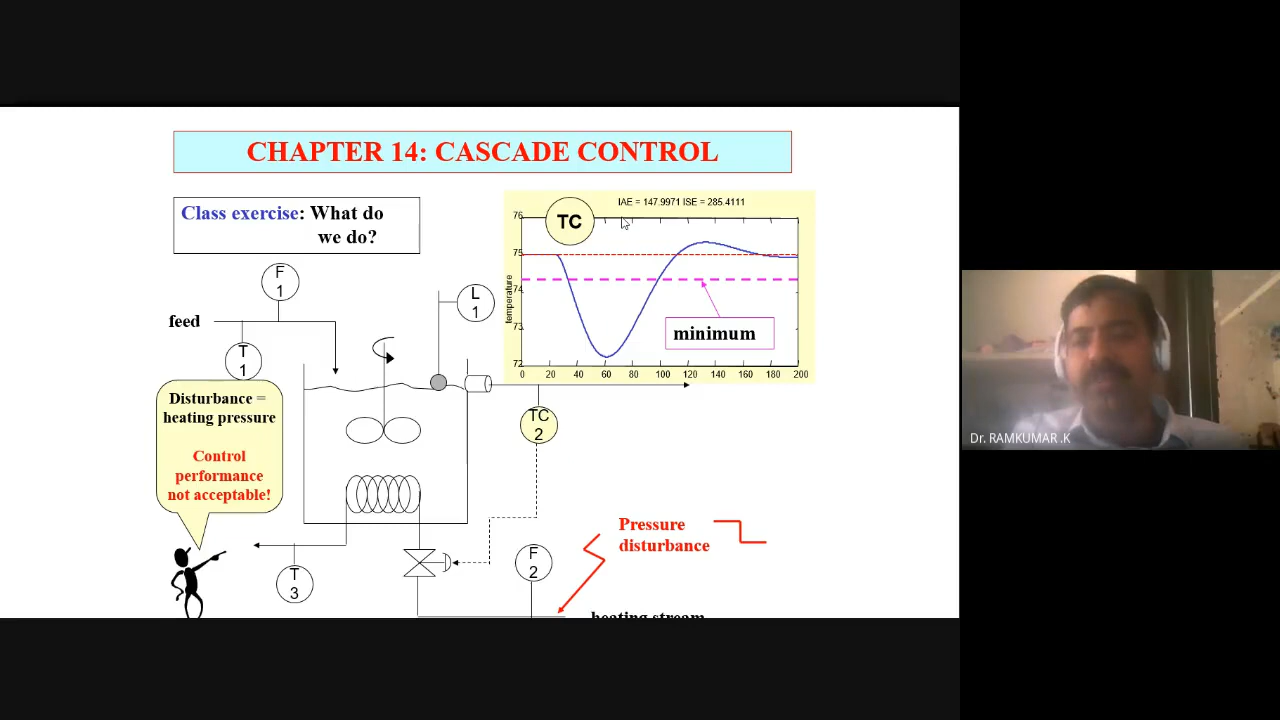 CHAPTER 14: CASCADE CONTROL
Class exercise: What do
we do?
IAE = 147.9971 ISE = 285.4111
TC
76
75
74
73
72
temperature
minimum
0 20 40 60 80 100 120 140 160 180 200
F
1
feed
T
1
L
1
TC
2
Disturbance =
heating pressure
Control
performance
not acceptable!
Pressure
disturbance
F
2
T
3
heating stream
Dr. RAMKUMAR .K